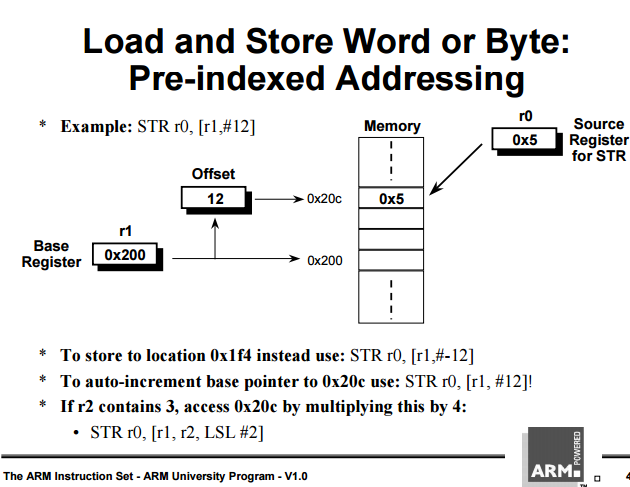 Load and Store Word or Byte:
Pre-indexed Addressing
* Example: STR r0, [r1,#12]
Memory
r0
0x5
Source
Register
for STR
Offset
12
0x20c
0x5
r1
Base
Register
0x200
0x200
* To store to location 0x1f4 instead use: STR r0, [r1,#-12]
* To auto-increment base pointer to 0x20c use: STR r0, [r1, #12]!
* If r2 contains 3, access 0x20c by multiplying this by 4:
• STR r0, [r1, r2, LSL #2]
The ARM Instruction Set - ARM University Program - V1.0
ARM POWERED
TM
4